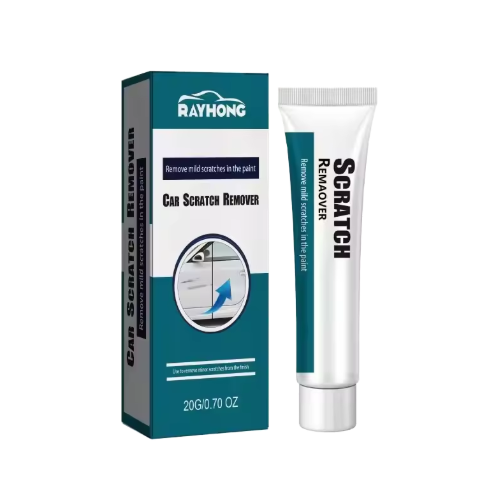 RAYHONG
Remove mild scratches in the paint
CAR SCRATCH REMOVER
20G/0.70 OZ
CAR SCRATCH REMOVER
Remove mild scratches in the paint
SCRATCH
REMAOVER
Remove mild scratches in the paint